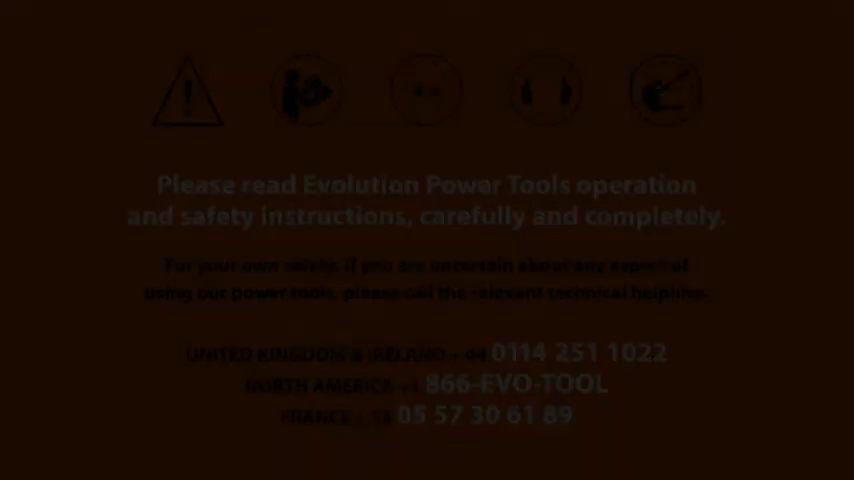 Please read Evolution Power Tools operation
and safety instructions, carefully and completely.
For your own safety, if you are uncertain about any aspect of
using our power tools, please call the relevant technical helpline.
UNITED KINGDOM & IRELAND + 44 0114 251 1022
NORTH AMERICA +1 866-EVO-TOOL
FRANCE + 33 05 57 30 61 89